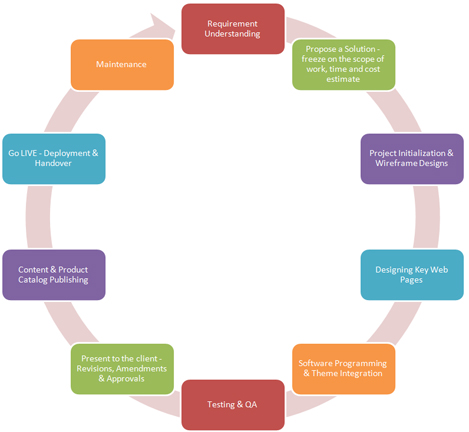 Requirement
Understanding
Propose a Solution -
freeze on the scope of
work, time and cost
estimate
Project Initialization &
Wireframe Designs
Designing Key Web
Pages
Software Programming
& Theme Integration
Testing & QA
Present to the client -
Revisions, Amendments
& Approvals
Content & Product
Catalog Publishing
Go LIVE - Deployment &
Handover
Maintenance